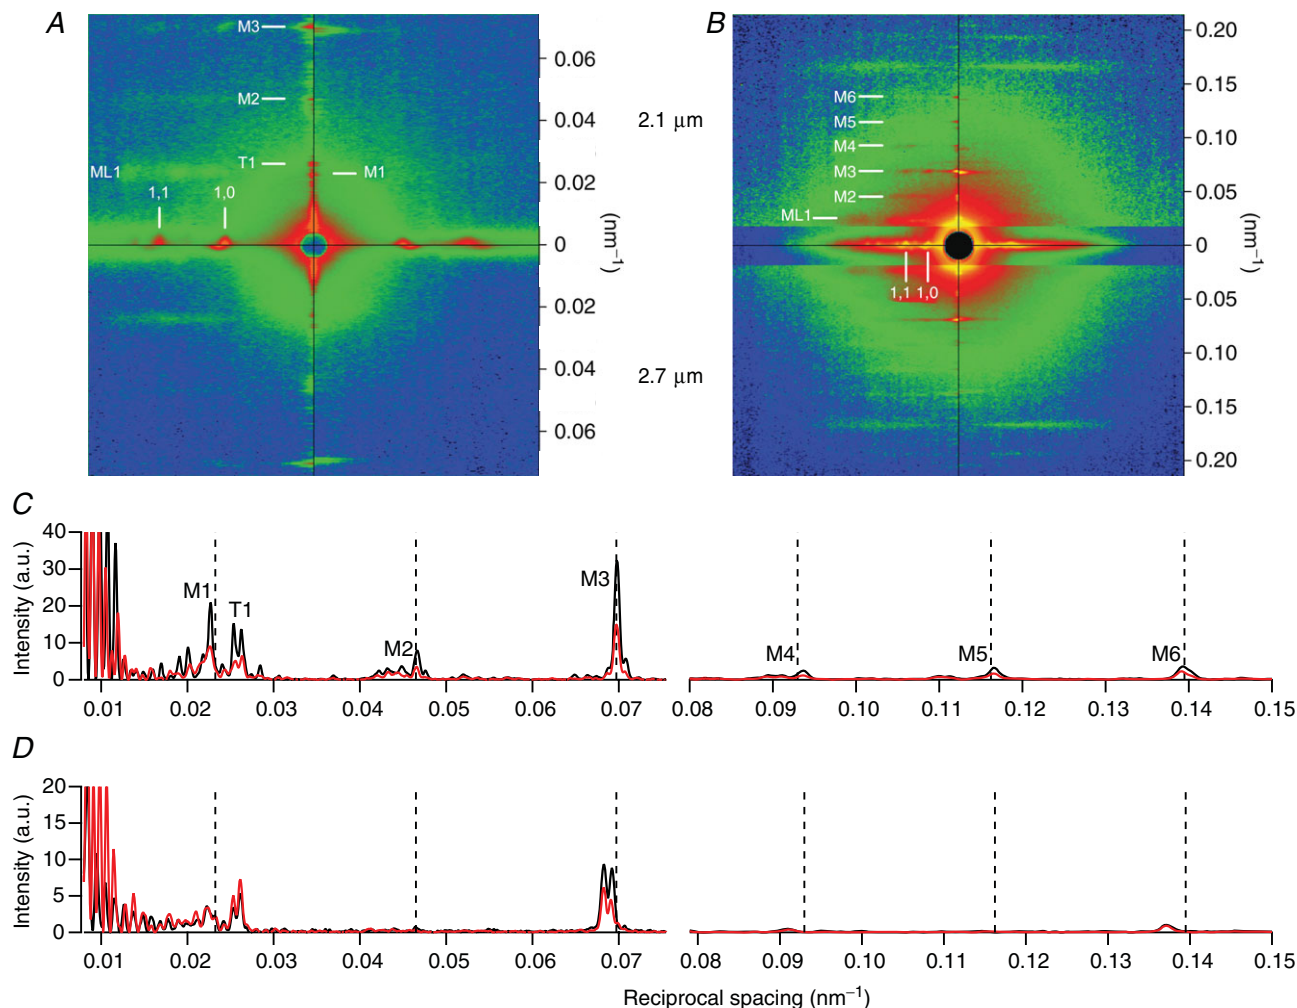 A
M3
M2
T1
M1
ML1
1,1
1,0
0.06
0.04
0.02
0
0.02
0.04
0.06
(nm−1)
2.1 μm
2.7 μm
B
M6
M5
M4
M3
M2
ML1
1,1 1,0
0.20
0.15
0.10
0.05
0
0.05
0.10
0.15
0.20
(nm−1)
C
Intensity (a.u.)
40
30
20
10
0
M1
T1
M2
M3
M4
M5
M6
0.01 0.02 0.03 0.04 0.05 0.06 0.07 0.08 0.09 0.10 0.11 0.12 0.13 0.14 0.15
D
Intensity (a.u.)
20
15
10
5
0
0.01 0.02 0.03 0.04 0.05 0.06 0.07 0.08 0.09 0.10 0.11 0.12 0.13 0.14 0.15
Reciprocal spacing (nm−1)